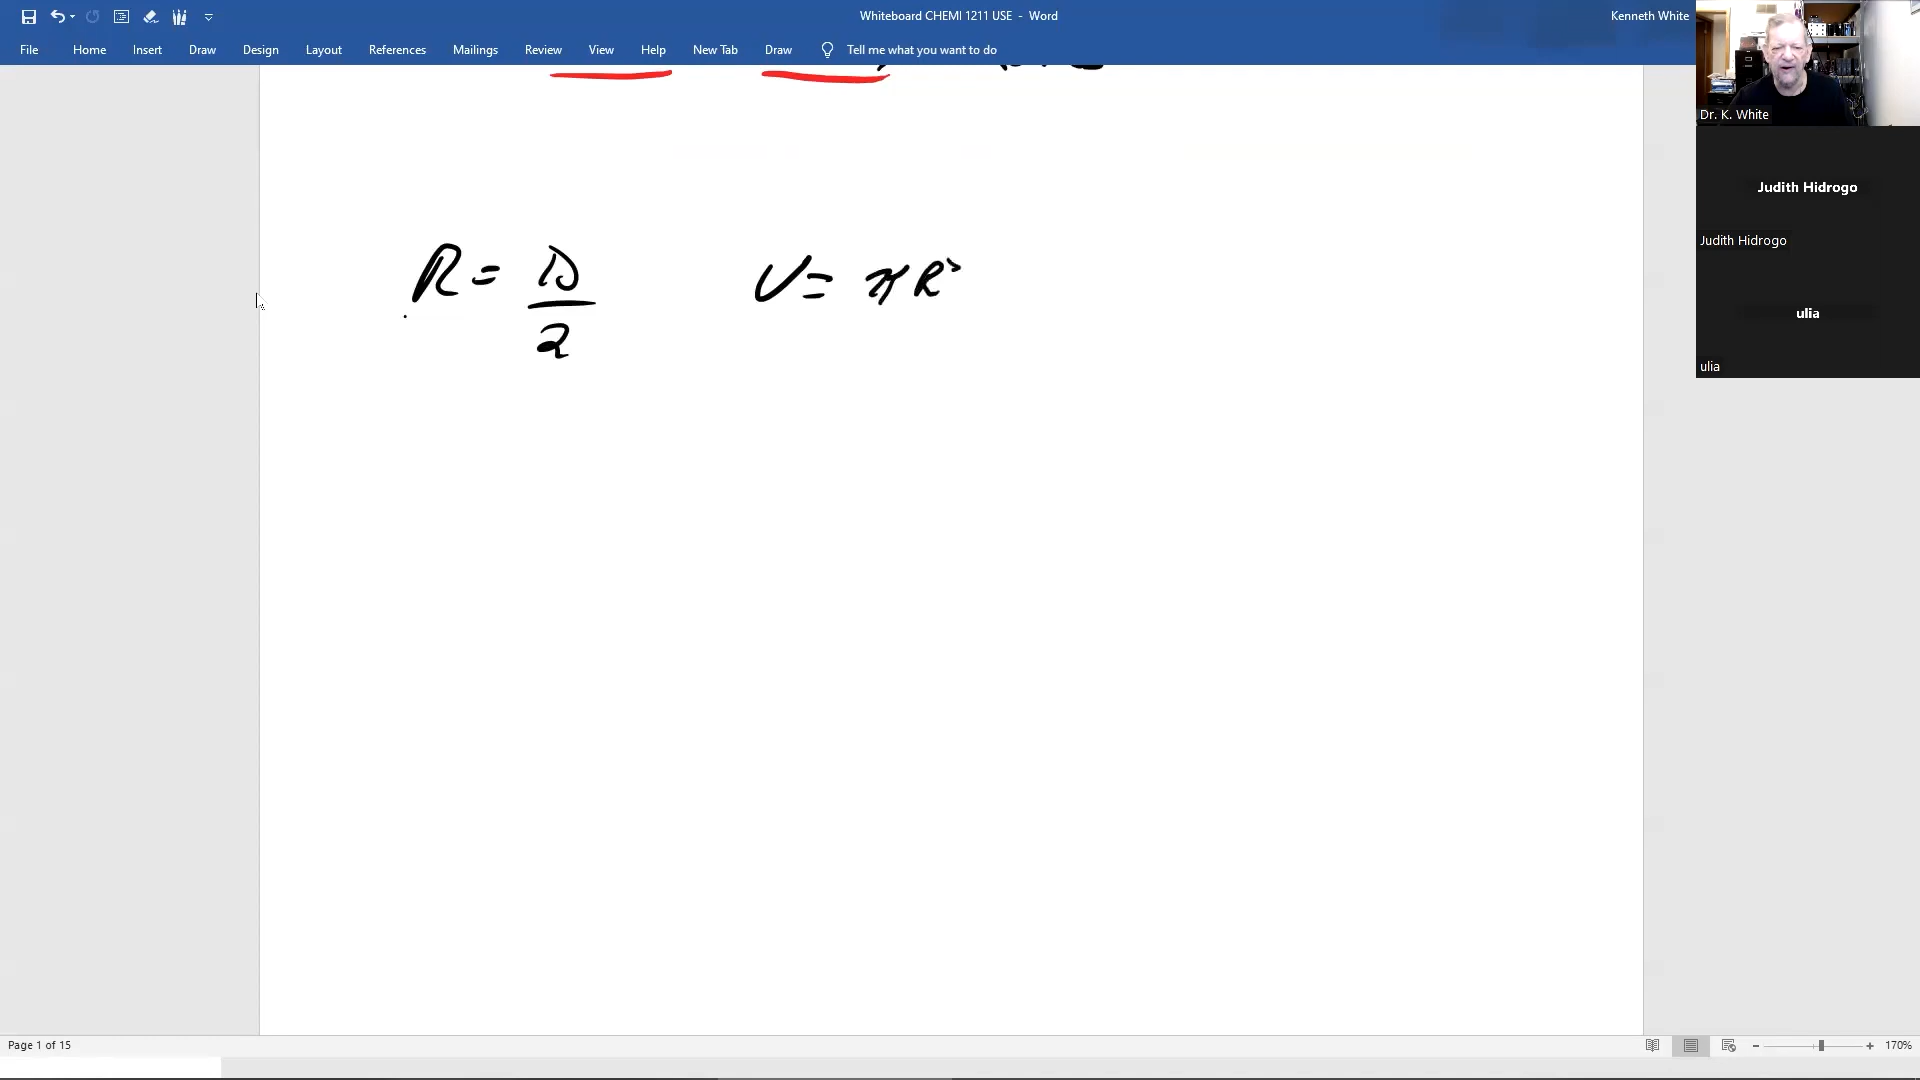 Whiteboard CHEMI 1211 USE - Word
Kenneth White
File Home Insert Draw Design Layout References Mailings Review View Help New Tab Draw Tell me what you want to do
Dr. K. White
Judith Hidrogo
Judith Hidrogo
R = D/2 V = πR
ulia
ulia
Page 1 of 15
170%